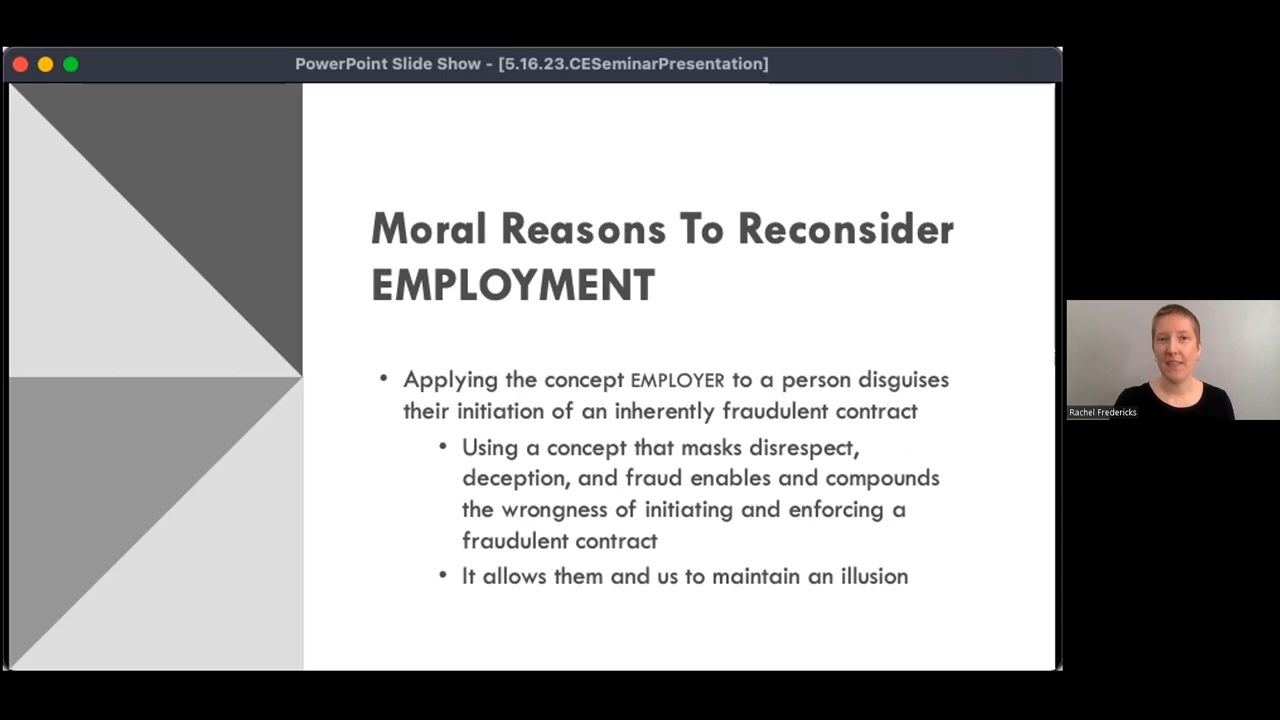 PowerPoint Slide Show - [5.16.23.CESeminarPresentation]
Moral Reasons To Reconsider
EMPLOYMENT
• Applying the concept EMPLOYER to a person disguises
their initiation of an inherently fraudulent contract
• Using a concept that masks disrespect,
deception, and fraud enables and compounds
the wrongness of initiating and enforcing a
fraudulent contract
• It allows them and us to maintain an illusion
Rachel Fredericks